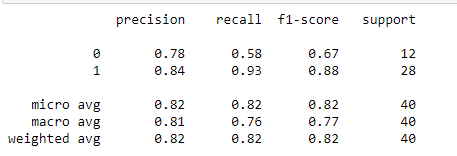 precision recall f1-score support
0 0.78 0.58 0.67 12
1 0.84 0.93 0.88 28
micro avg 0.82 0.82 0.82 40
macro avg 0.81 0.76 0.77 40
weighted avg 0.82 0.82 0.82 40